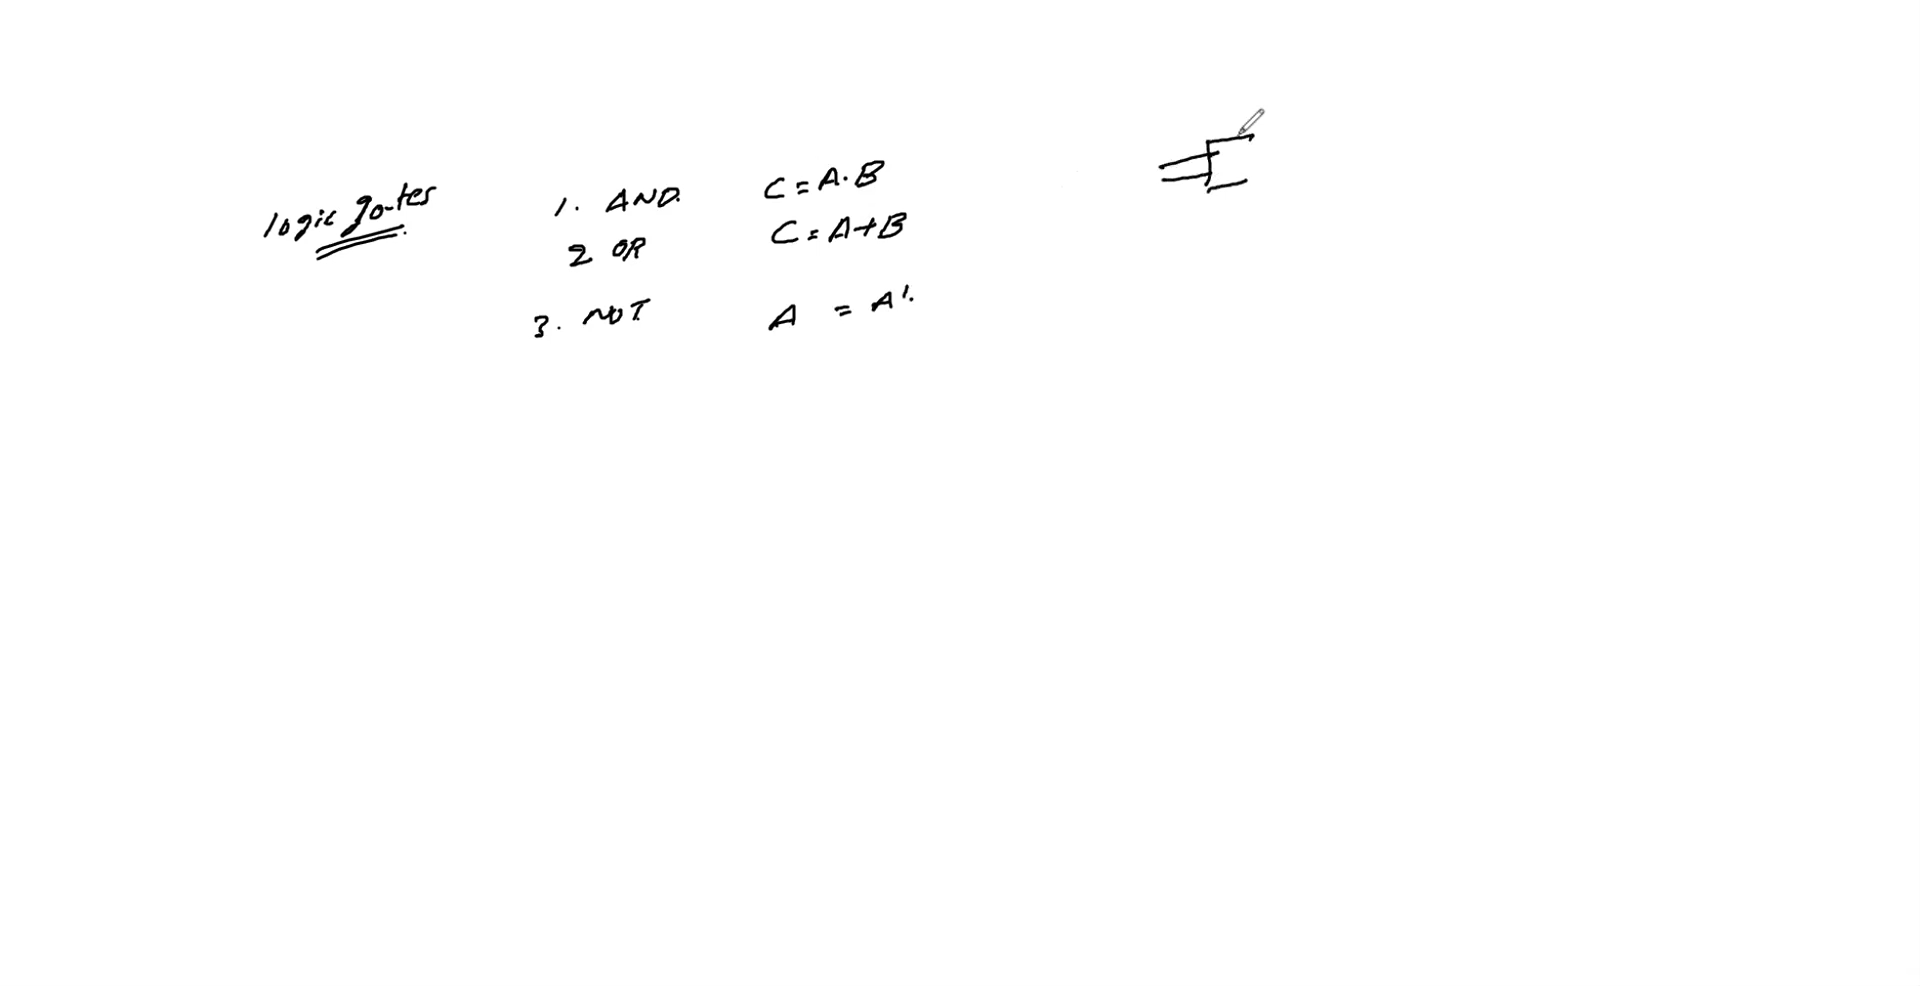 logic gates
1. AND. C = A·B
2 OR C = A+B
3. NOT A = A'.